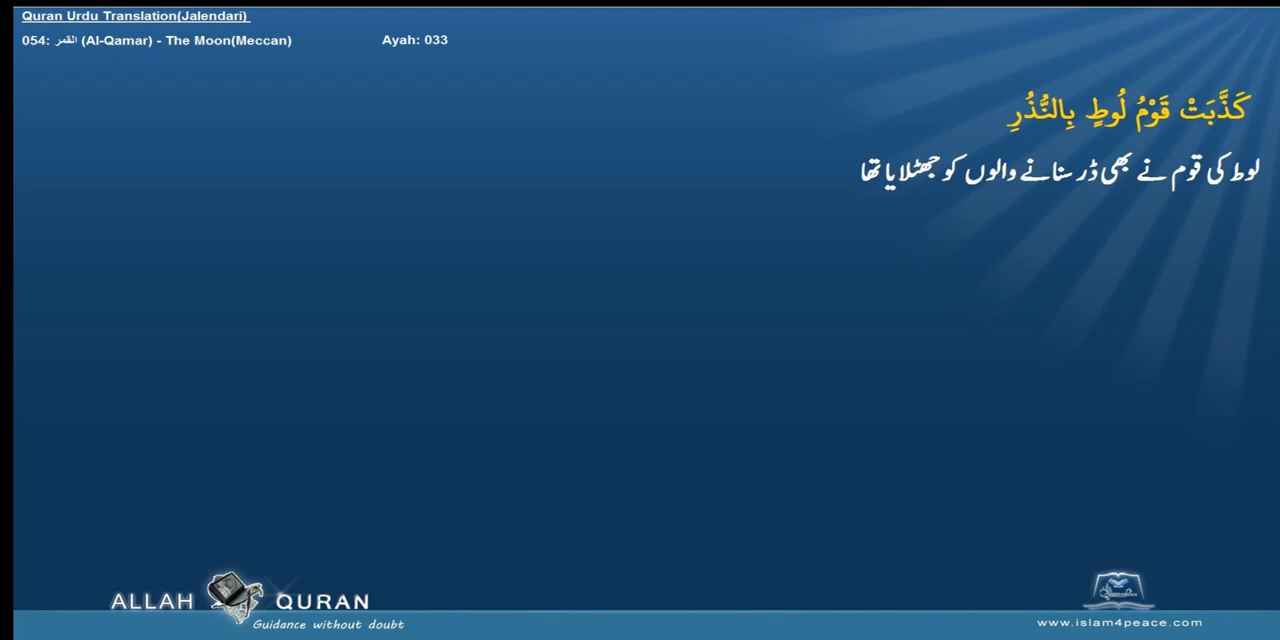 Quran Urdu Translation(Jalendari)
054: القمر (Al-Qamar) - The Moon(Meccan) Ayah: 033
كَذَّبَتْ قَوْمُ لُوطٍ بِالنُّذُرِ
لوط کی قوم نے بھی ڈر سنانے والوں کو جھٹلایا تھا
ALLAH QURAN
Guidance without doubt
www.islam4peace.com